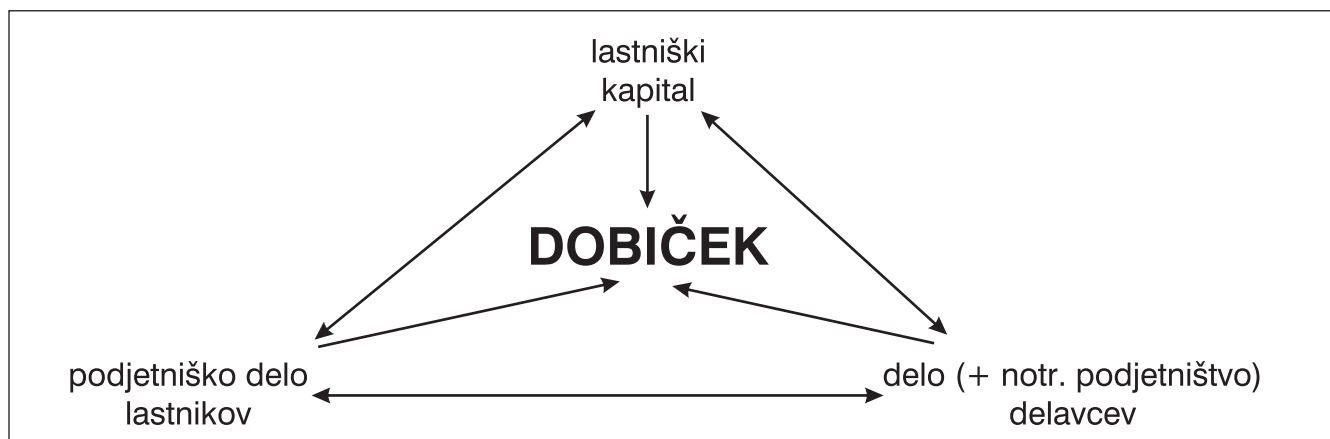 lastniški
kapital
DOBIČEK
podjetniško delo
lastnikov
delo (+ notr. podjetništvo)
delavcev